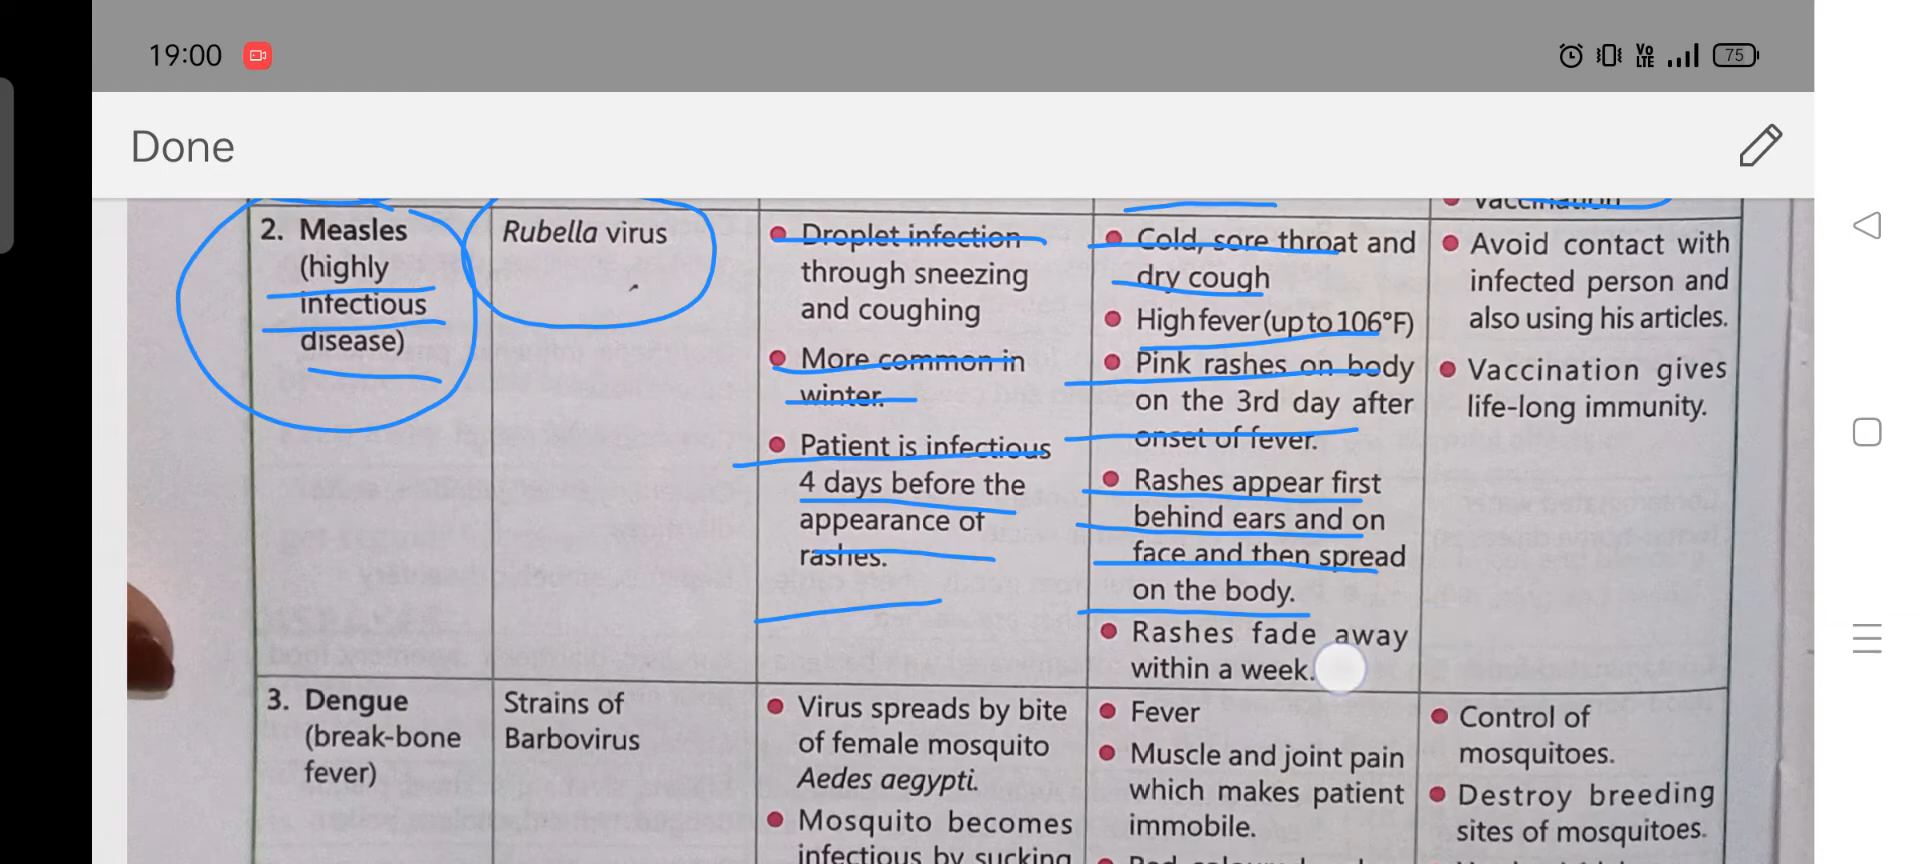 19:00
Vo
LTE
75
Done
vaccination
2. Measles
(highly
infectious
disease)
Rubella virus
Droplet infection
through sneezing
and coughing
More common in
winter.
Patient is infectious
4 days before the
appearance of
rashes.
Cold, sore throat and
dry cough
High fever (up to 106°F)
Pink rashes on body
on the 3rd day after
onset of fever.
Rashes appear first
behind ears and on
face and then spread
on the body.
Rashes fade away
within a week.
Avoid contact with
infected person and
also using his articles.
Vaccination gives
life-long immunity.
3. Dengue
(break-bone
fever)
Strains of
Barbovirus
Virus spreads by bite
of female mosquito
Aedes aegypti.
Mosquito becomes
infectious by sucking
Fever
Muscle and joint pain
which makes patient
immobile.
Control of
mosquitoes.
Destroy breeding
sites of mosquitoes.